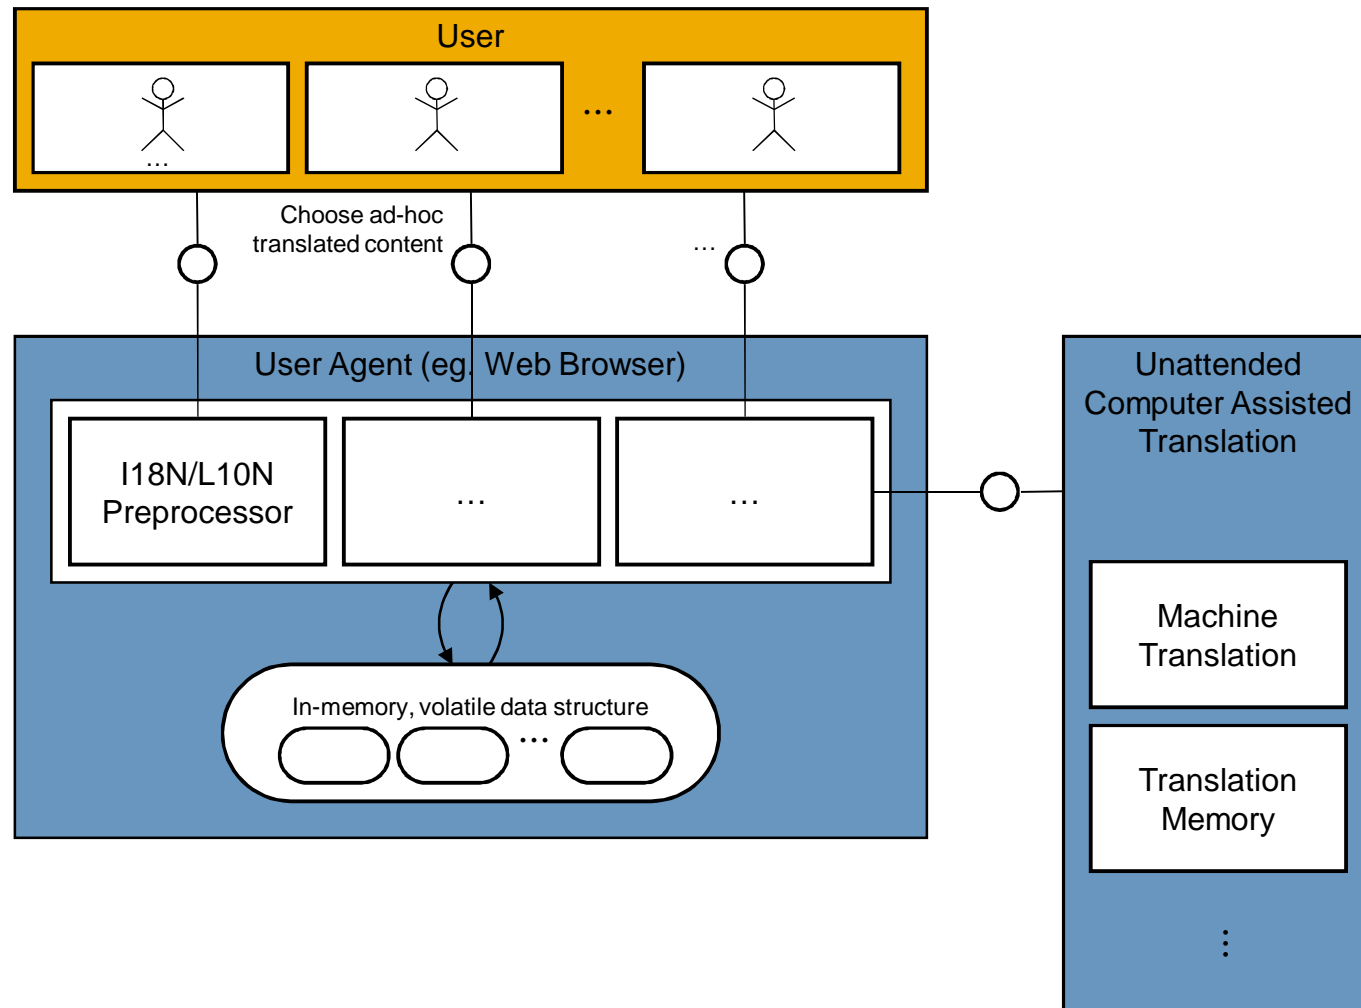 User
…
…
Choose ad-hoc
translated content
…
User Agent (eg. Web Browser)
I18N/L10N
Preprocessor
…
…
In-memory, volatile data structure
…
Unattended
Computer Assisted
Translation
Machine
Translation
Translation
Memory
…